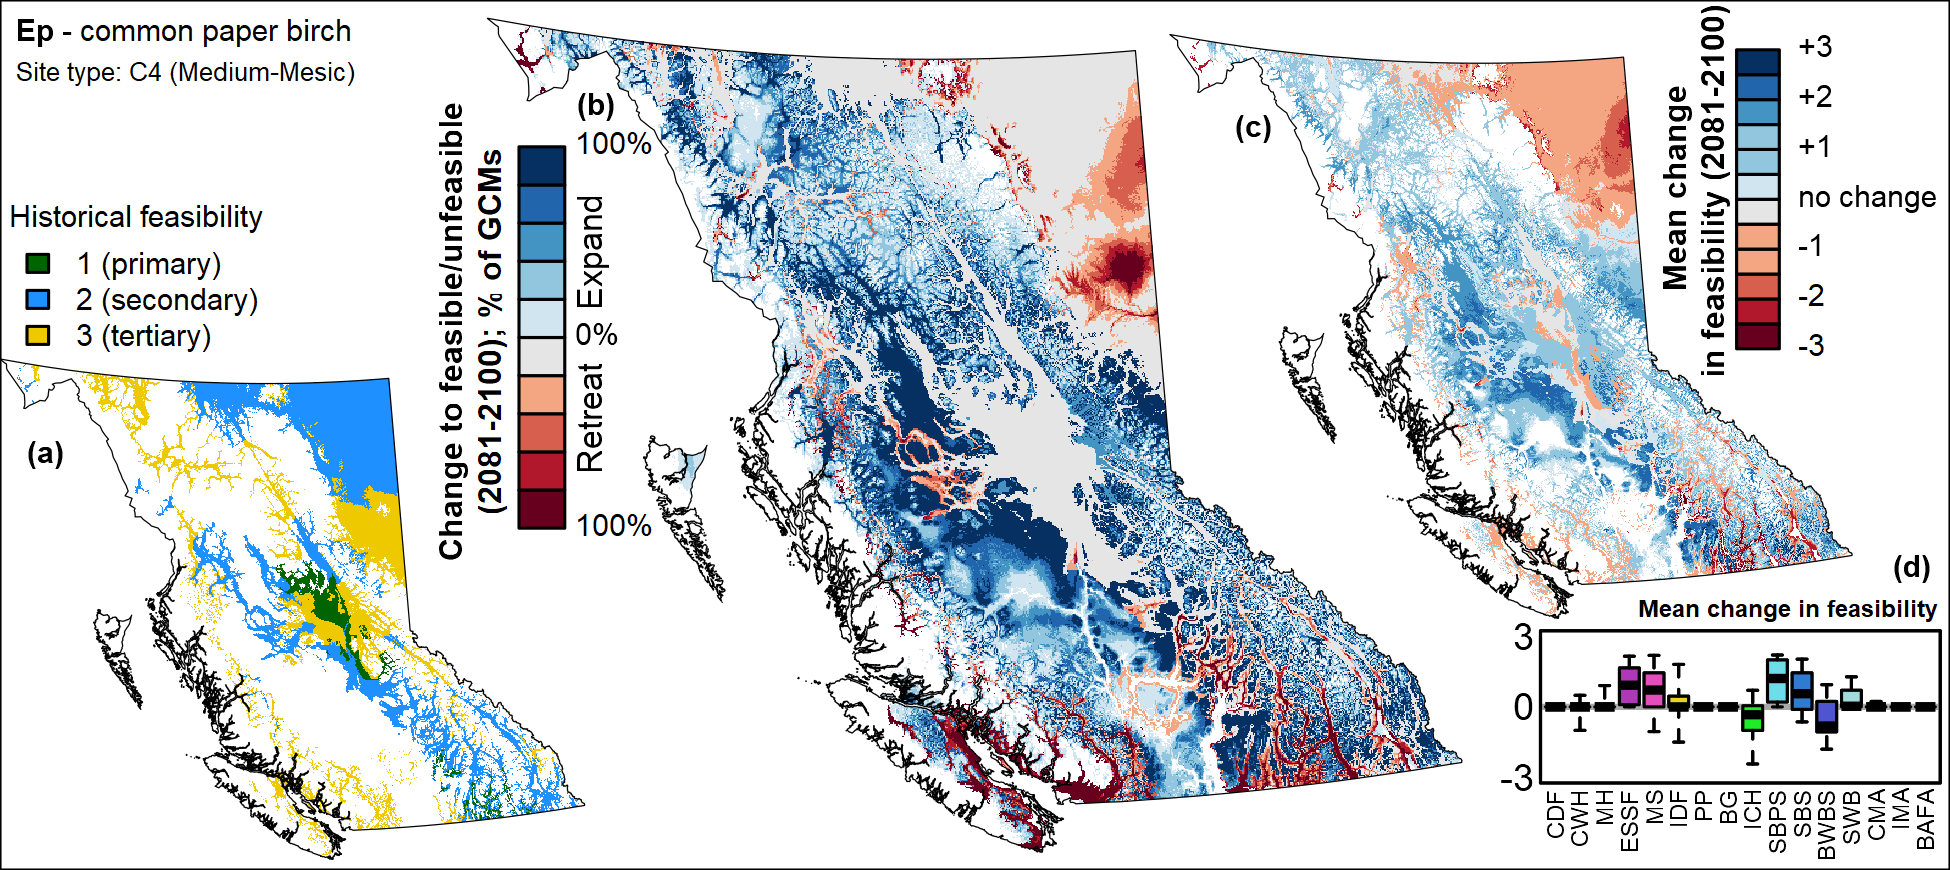 Ep - common paper birch
Site type: C4 (Medium-Mesic)
Historical feasibility
1 (primary)
2 (secondary)
3 (tertiary)
(a)
(b)
Change to feasible/unfeasible
(2081-2100); % of GCMs
100%
Expand
0%
Retreat
100%
(c)
Mean change
in feasibility (2081-2100)
+3
+2
+1
no change
-1
-2
-3
(d)
Mean change in feasibility
3
0
-3
CDF
CWH
MH
ESSF
MS
IDF
PP
BG
ICH
SBPS
SBS
BWBS
SWB
CMA
IMA
BAFA